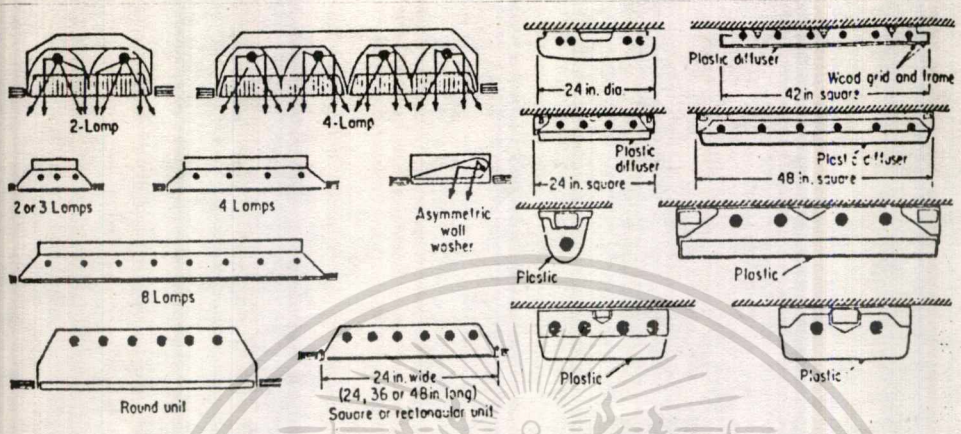 2-Lamp
4-Lamp
2 or 3 Lamps
4 Lamps
Asymmetric
wall
washer
8 Lamps
Round unit
24 in. wide
(24, 36 or 48 in long)
Square or rectangular unit
24 in. dia
Plastic diffuser
Wood grid and frame
42 in square
Plastic
diffuser
24 in. square
Plastic diffuser
48 in. square
Plastic
Plastic
Plastic
Plastic